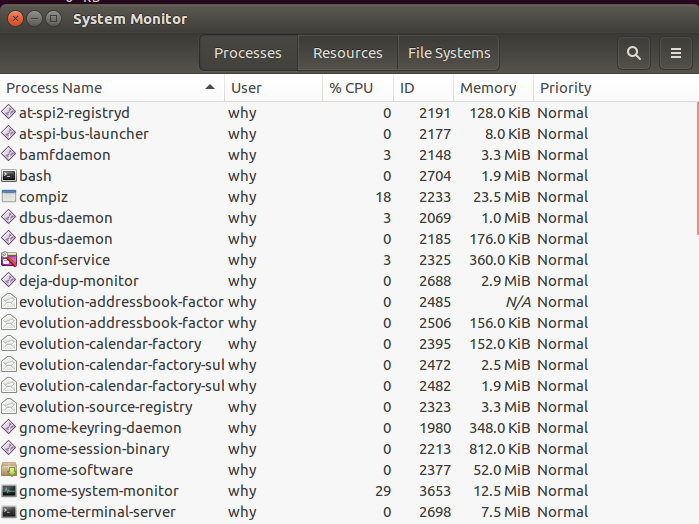 System Monitor
Processes Resources File Systems
Process Name User % CPU ID Memory Priority
at-spi2-registryd why 0 2191 128.0 KiB Normal
at-spi-bus-launcher why 0 2177 8.0 KiB Normal
bamfdaemon why 3 2148 3.3 MiB Normal
bash why 0 2704 1.9 MiB Normal
compiz why 18 2233 23.5 MiB Normal
dbus-daemon why 3 2069 1.0 MiB Normal
dbus-daemon why 0 2185 176.0 KiB Normal
dconf-service why 3 2325 360.0 KiB Normal
deja-dup-monitor why 0 2688 2.9 MiB Normal
evolution-addressbook-factor why 0 2485 N/A Normal
evolution-addressbook-factor why 0 2506 156.0 KiB Normal
evolution-calendar-factory why 0 2395 152.0 KiB Normal
evolution-calendar-factory-sul why 0 2472 2.5 MiB Normal
evolution-calendar-factory-sul why 0 2482 1.9 MiB Normal
evolution-source-registry why 0 2323 3.3 MiB Normal
gnome-keyring-daemon why 0 1980 348.0 KiB Normal
gnome-session-binary why 0 2213 812.0 KiB Normal
gnome-software why 0 2377 52.0 MiB Normal
gnome-system-monitor why 29 3653 12.5 MiB Normal
gnome-terminal-server why 0 2698 7.5 MiB Normal